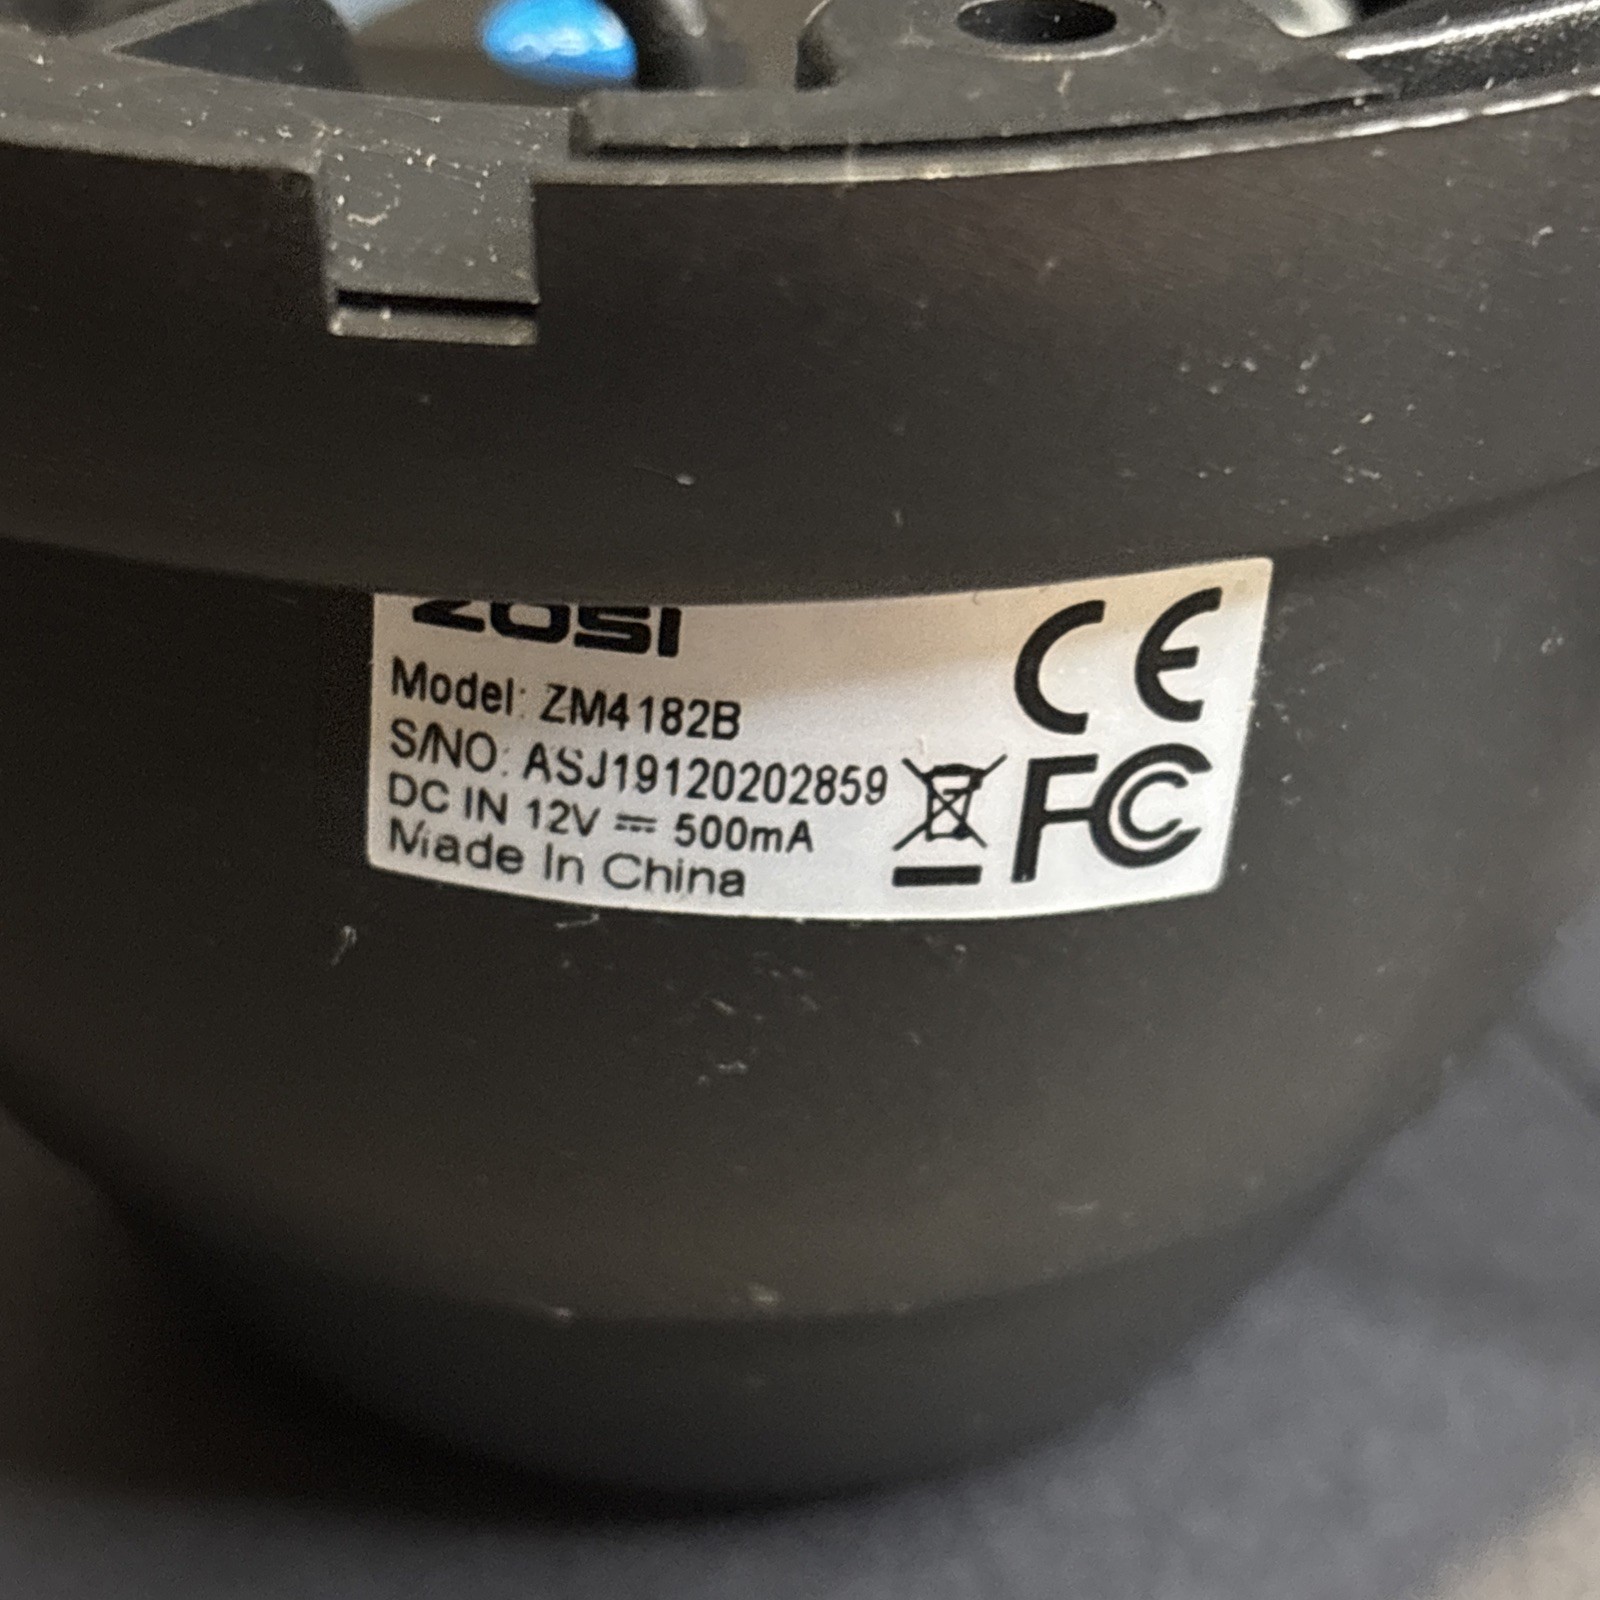 ZOSI
Model: ZM4182B
S/NO: ASJ19120202859
DC IN 12V ⎓ 500mA
Made In China
CE
FC